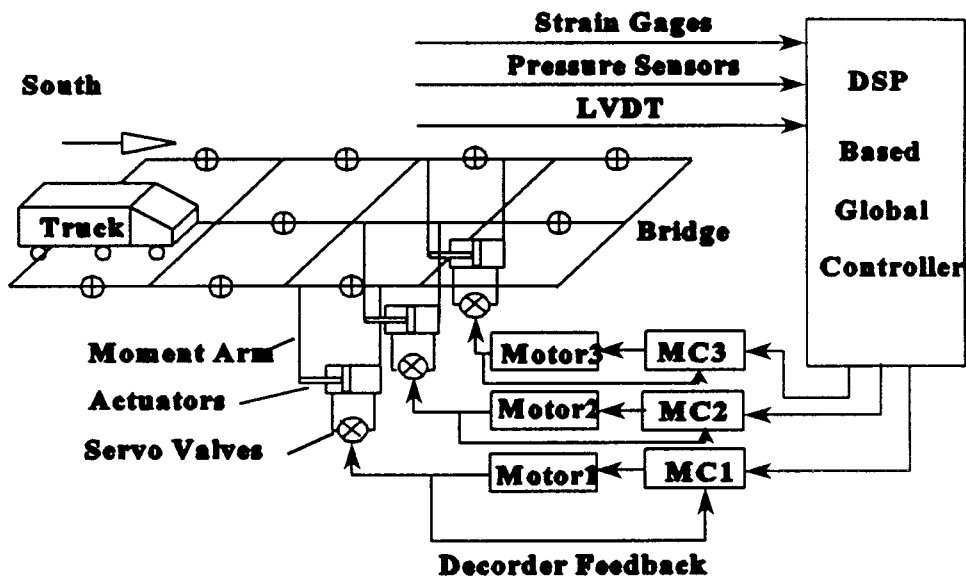 Strain Gages
Pressure Sensors
LVDT
DSP
Based
Global
Controller
South
Truck
Bridge
Moment Arm
Actuators
Servo Valves
Motor3
MC3
Motor2
MC2
Motor1
MC1
Decorder Feedback